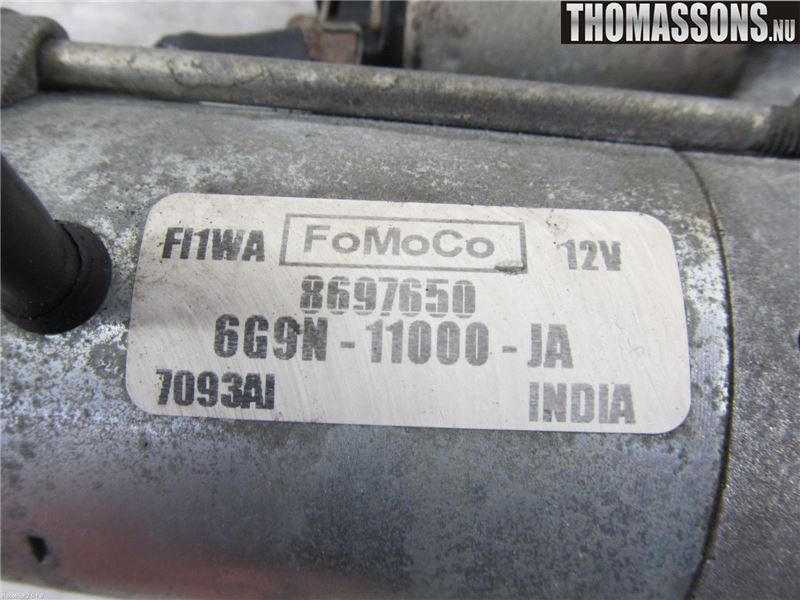 THOMASSONS.NU
FI1WA FoMoCo 12V
8697650
6G9N - 11000 - JA
7093AI INDIA